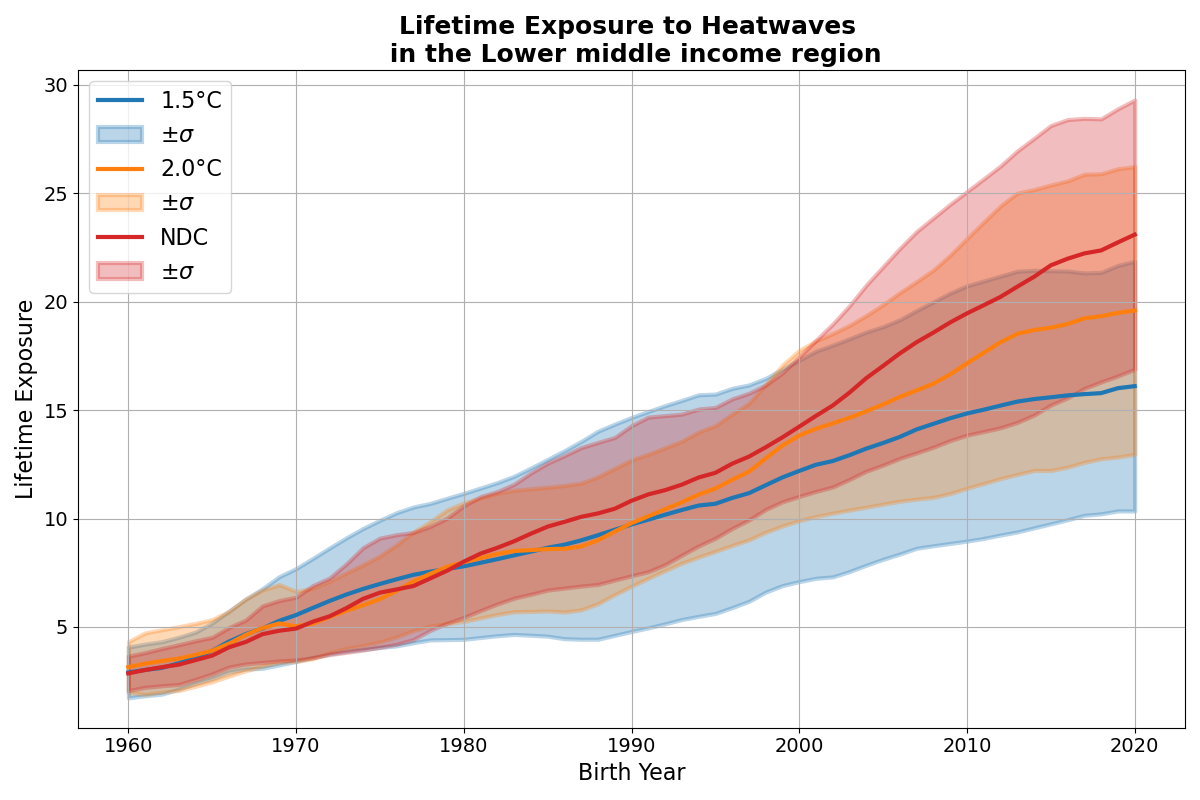 Lifetime Exposure to Heatwaves
in the Lower middle income region
30
25
20
15
10
5
Lifetime Exposure
1.5°C
±σ
2.0°C
±σ
NDC
±σ
1960
1970
1980
1990
2000
2010
2020
Birth Year